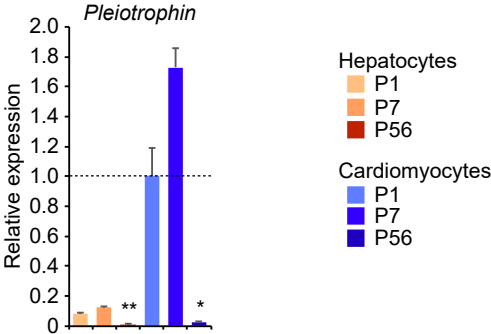 Pleiotrophin
Relative expression
2.0
1.8
1.6
1.4
1.2
1.0
0.8
0.6
0.4
0.2
0
**
*
Hepatocytes
P1
P7
P56
Cardiomyocytes
P1
P7
P56